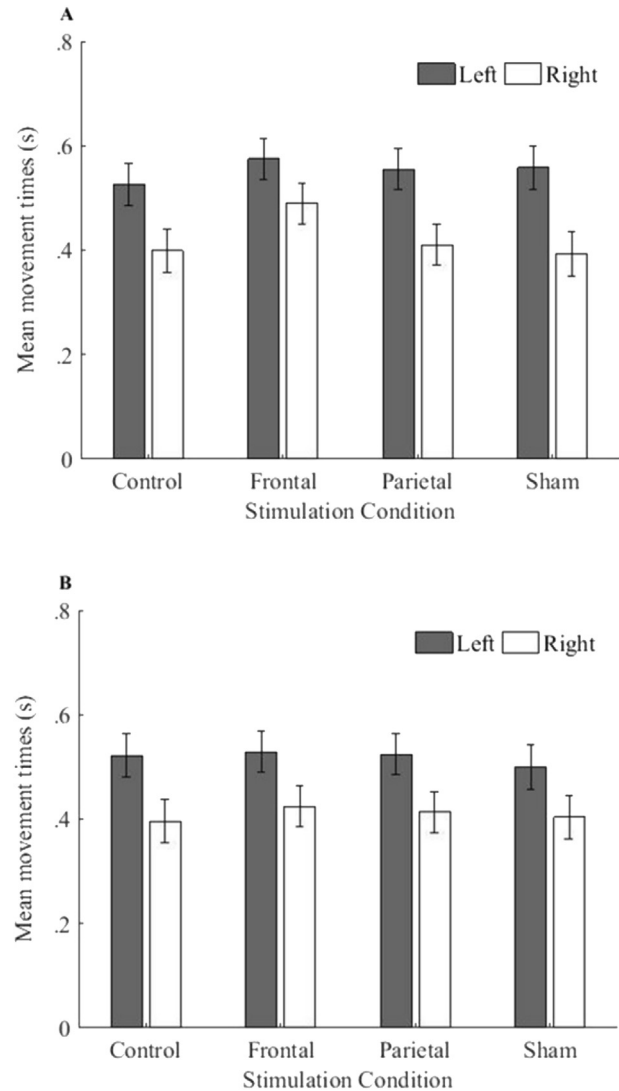 A
.8
Left Right
.6
.4
.2
0
Mean movement times (s)
Control Frontal Parietal Sham
Stimulation Condition
B
.8
Left Right
.6
.4
.2
0
Mean movement times (s)
Control Frontal Parietal Sham
Stimulation Condition